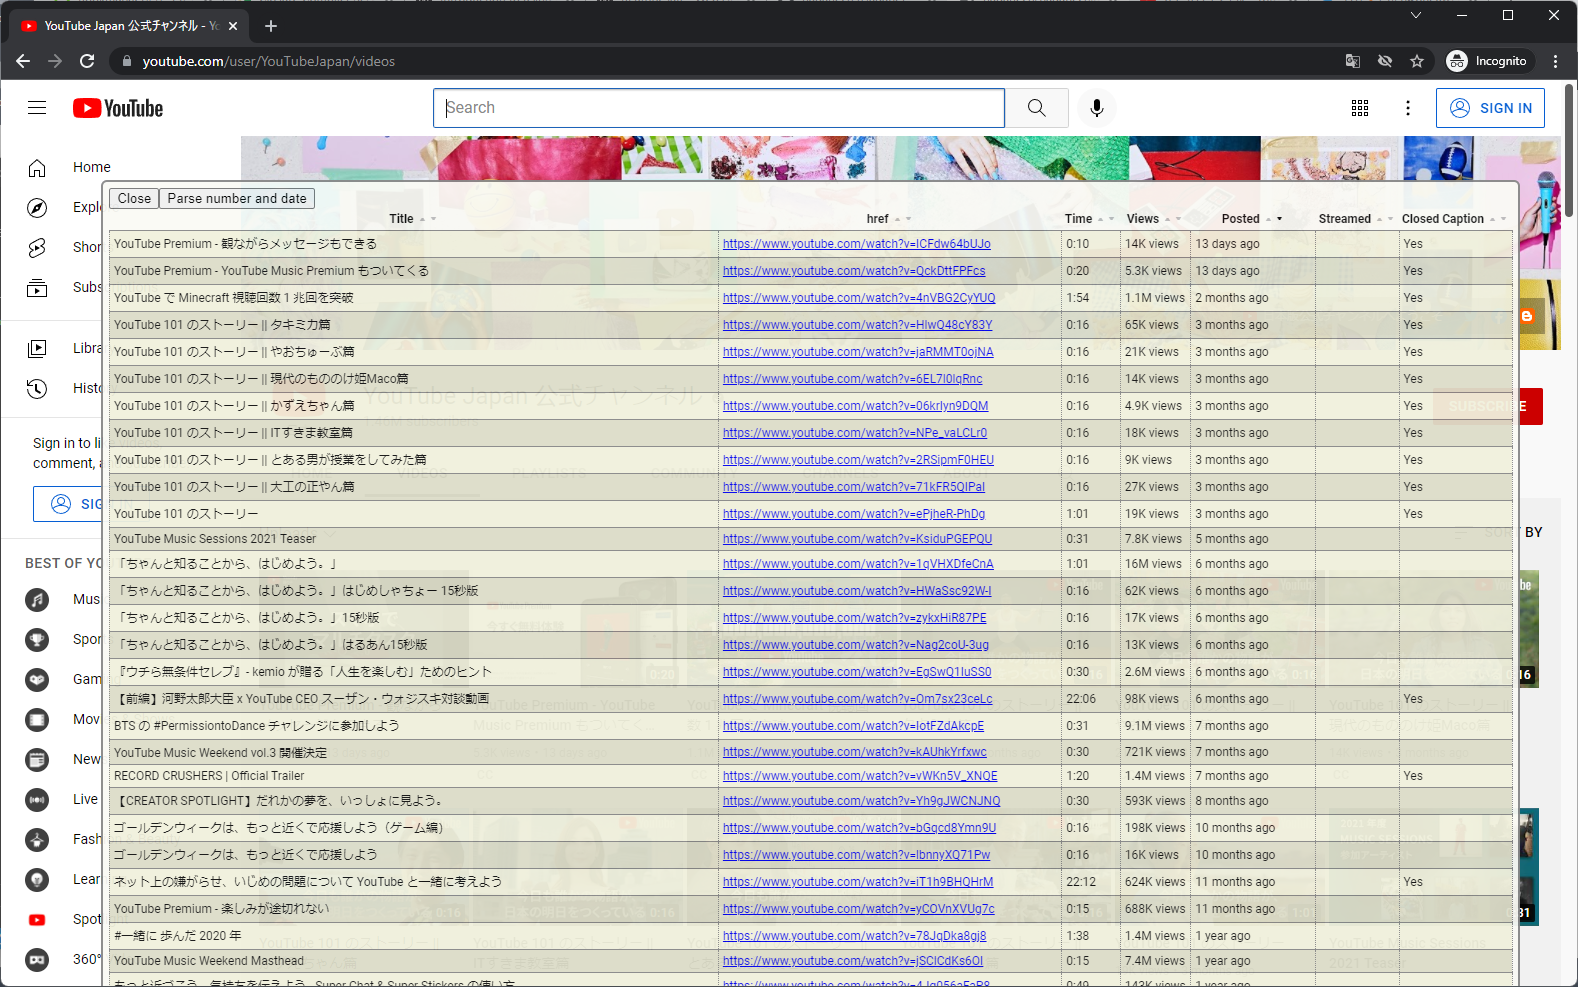 YouTube Japan 公式チャンネル - Yo
youtube.com/user/YouTubeJapan/videos
Incognito
YouTube
Search
SIGN IN
Home
Explo
Shor
Subs
Libra
Histo
Sign in to li
comment, a
SIG
BEST OF YO
Mus
Spor
Gam
Mov
New
Live
Fash
Lear
Spot
360°
Close
Parse number and date
Title href Time Views Posted Streamed Closed Caption
YouTube Premium - 観ながらメッセージもできる https://www.youtube.com/watch?v=ICFdw64bUJo 0:10 14K views 13 days ago Yes
YouTube Premium - YouTube Music Premium もついてくる https://www.youtube.com/watch?v=QckDttFPFcs 0:20 5.3K views 13 days ago Yes
YouTube で Minecraft 視聴回数 1 兆回を突破 https://www.youtube.com/watch?v=4nVBG2CyYUQ 1:54 1.1M views 2 months ago Yes
YouTube 101 のストーリー || タキミカ篇 https://www.youtube.com/watch?v=HlwQ48cY83Y 0:16 65K views 3 months ago Yes
YouTube 101 のストーリー || やおちゅーぶ篇 https://www.youtube.com/watch?v=jaRMMT0ojNA 0:16 21K views 3 months ago Yes
YouTube 101 のストーリー || 現代のもののけ姫Maco篇 https://www.youtube.com/watch?v=6EL7l0lqRnc 0:16 14K views 3 months ago Yes
YouTube 101 のストーリー || かずえちゃん篇 https://www.youtube.com/watch?v=06krlyn9DQM 0:16 4.9K views 3 months ago Yes
YouTube 101 のストーリー || ITすきま教室篇 https://www.youtube.com/watch?v=NPe_vaLCLr0 0:16 18K views 3 months ago Yes
YouTube 101 のストーリー || とある男が授業をしてみた篇 https://www.youtube.com/watch?v=2RSipmF0HEU 0:16 9K views 3 months ago Yes
YouTube 101 のストーリー || 大工の正やん篇 https://www.youtube.com/watch?v=71kFR5QIPaI 0:16 27K views 3 months ago Yes
YouTube 101 のストーリー https://www.youtube.com/watch?v=ePjheR-PhDg 1:01 19K views 3 months ago Yes
YouTube Music Sessions 2021 Teaser https://www.youtube.com/watch?v=KsiduPGEPQU 0:31 7.8K views 5 months ago
「ちゃんと知ることから、はじめよう。」 https://www.youtube.com/watch?v=1qVHXDfeCnA 1:01 16M views 6 months ago
「ちゃんと知ることから、はじめよう。」はじめしゃちょー 15秒版 https://www.youtube.com/watch?v=HWaSsc92W-I 0:16 62K views 6 months ago
「ちゃんと知ることから、はじめよう。」15秒版 https://www.youtube.com/watch?v=zykxHiR87PE 0:16 17K views 6 months ago
「ちゃんと知ることから、はじめよう。」はるあん15秒版 https://www.youtube.com/watch?v=Nag2coU-3ug 0:16 13K views 6 months ago
『ウチら無条件セレブ』- kemio が贈る「人生を楽しむ」ためのヒント https://www.youtube.com/watch?v=EgSwQ1IuSS0 0:30 2.6M views 6 months ago
【前編】河野太郎大臣 x YouTube CEO スーザン・ウォジスキ対談動画 https://www.youtube.com/watch?v=Om7sx23ceLc 22:06 98K views 6 months ago Yes
BTS の #PermissiontoDance チャレンジに参加しよう https://www.youtube.com/watch?v=IotFZdAkcpE 0:31 9.1M views 7 months ago
YouTube Music Weekend vol.3 開催決定 https://www.youtube.com/watch?v=kAUhkYrfxwc 0:30 721K views 7 months ago
RECORD CRUSHERS | Official Trailer https://www.youtube.com/watch?v=vWKn5V_XNQE 1:20 1.4M views 7 months ago Yes
【CREATOR SPOTLIGHT】だれかの夢を、いっしょに見よう。 https://www.youtube.com/watch?v=Yh9gJWCNJNQ 0:30 593K views 8 months ago
ゴールデンウィークは、もっと近くで応援しよう（ゲーム編） https://www.youtube.com/watch?v=bGqcd8Ymn9U 0:16 198K views 10 months ago
ゴールデンウィークは、もっと近くで応援しよう https://www.youtube.com/watch?v=lbnnyXQ71Pw 0:16 16K views 10 months ago
ネット上の嫌がらせ、いじめの問題について YouTube と一緒に考えよう https://www.youtube.com/watch?v=iT1h9BHQHrM 22:12 624K views 11 months ago Yes
YouTube Premium - 楽しみが途切れない https://www.youtube.com/watch?v=yCOVnXVUg7c 0:15 688K views 11 months ago
#一緒に 歩んだ 2020 年 https://www.youtube.com/watch?v=78JqDka8gj8 1:38 1.4M views 1 year ago
YouTube Music Weekend Masthead https://www.youtube.com/watch?v=jSClCdKs6OI 0:15 7.4M views 1 year ago
もっと近づこう、気持ちを伝えよう Super Chat & Super Stickers の使い方 0:49 143K views 1 year ago
YouTube Japan 公式チャンネル
SUBSCRIBE
SORT BY